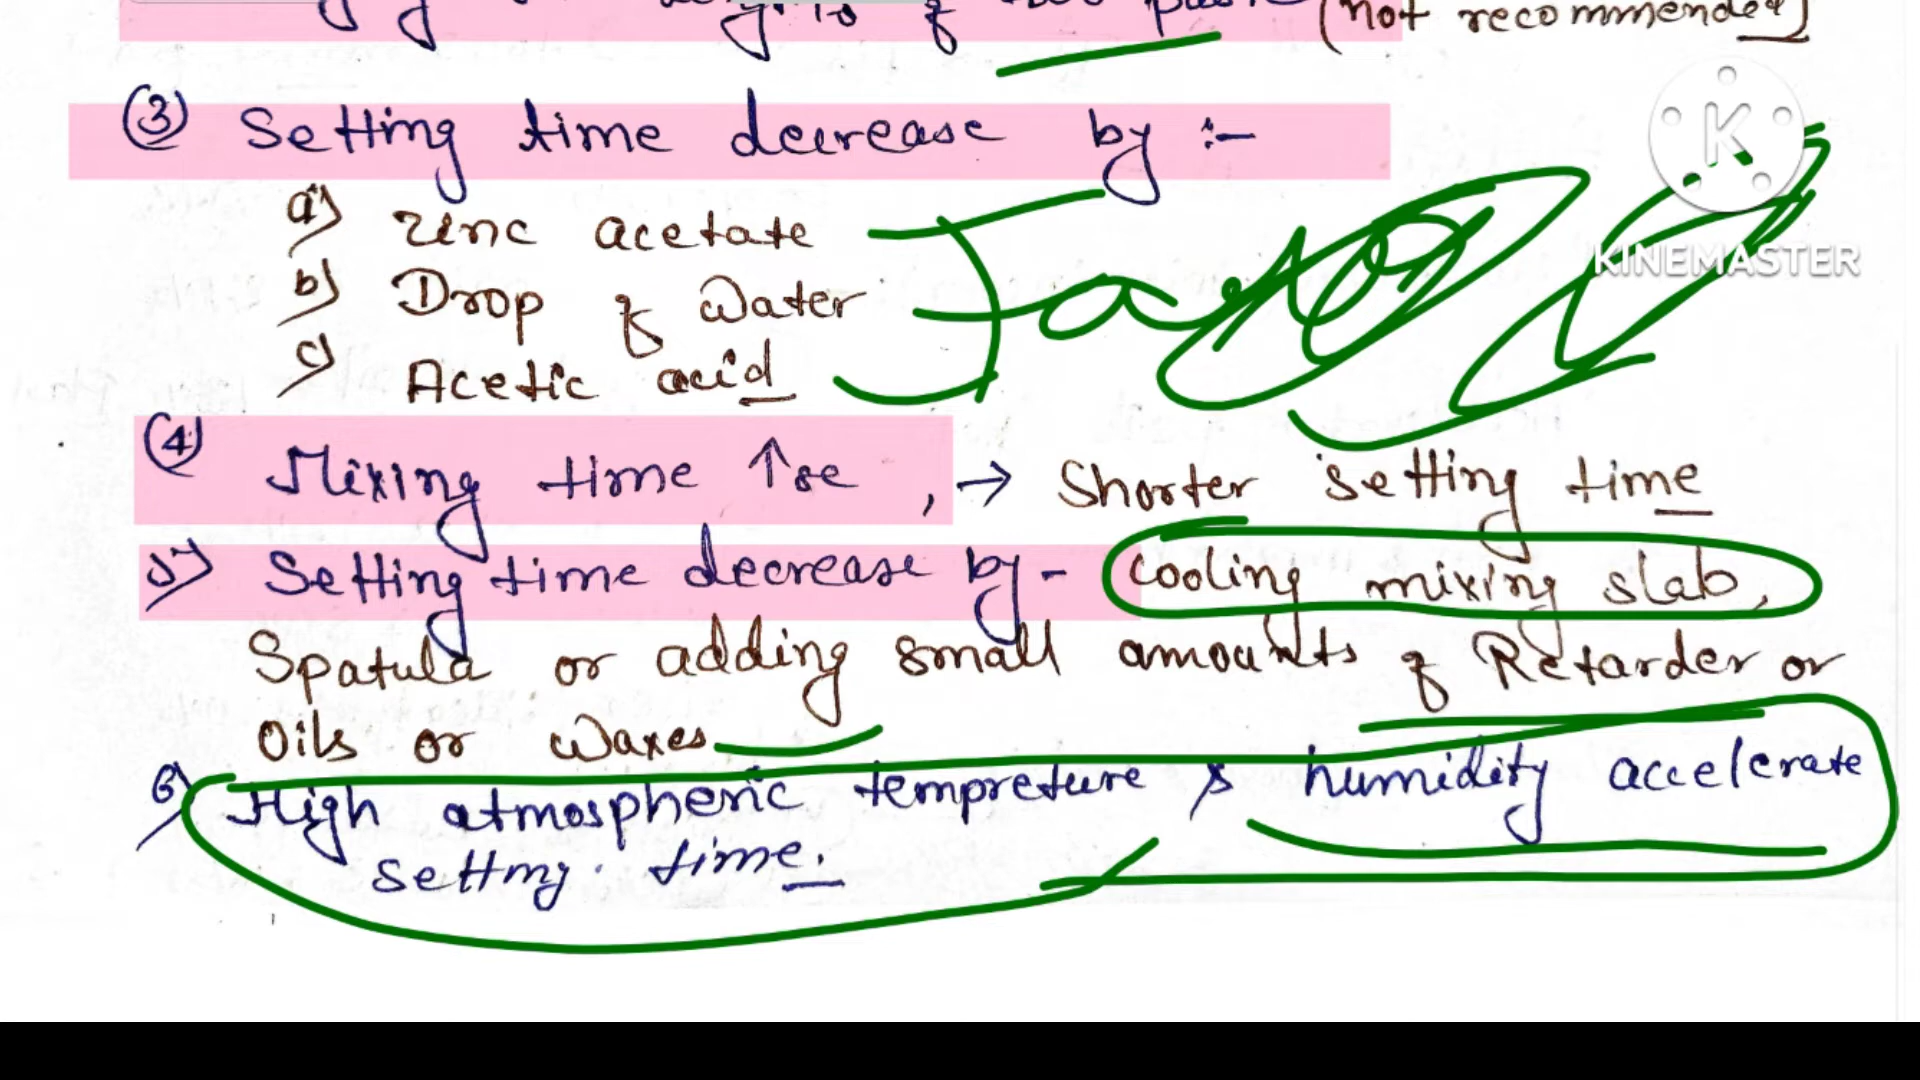 (not recommended)
③ Setting time decrease by :-
a) Zinc acetate
b) Drop of water
c) Acetic acid
④ Mixing time ↑se , → Shorter setting time
5) Setting time decrease by - cooling mixing slab,
Spatula or adding small amounts of Retarder or
Oils or waxes
6) High atmospheric tempreture & humidity accelerate
setting time.
K
KINEMASTER